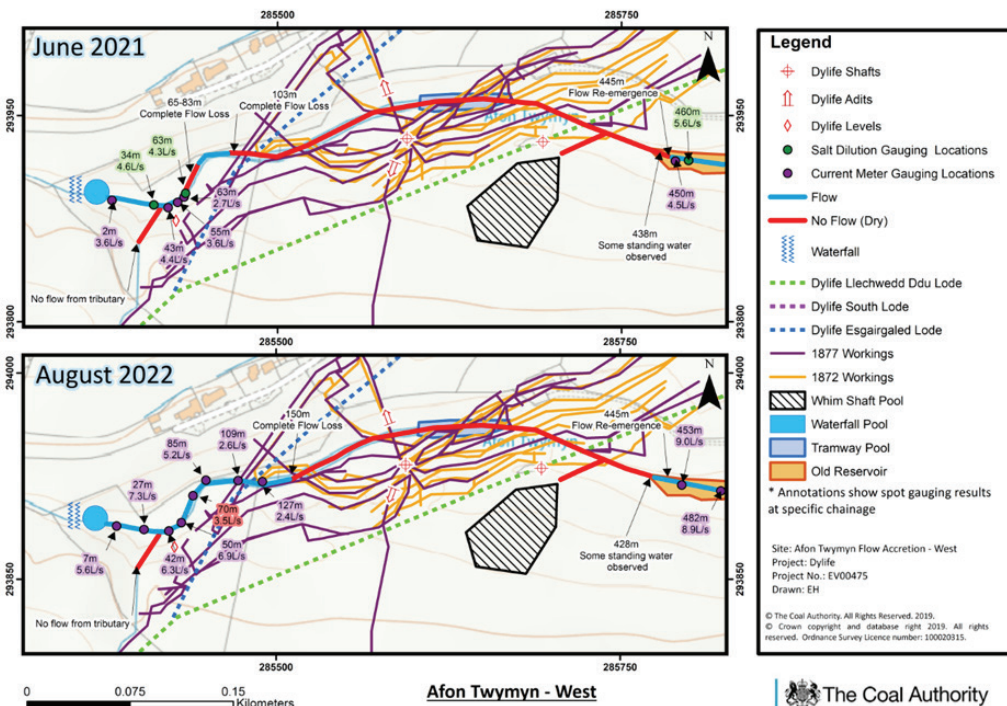 285500
285750
June 2021
N
445m
Flow Re-emergence
103m
Complete Flow Loss
65-83m
Complete Flow Loss
293950
293950
Afon Twymyn
460m
5.6L/s
63m
4.3L/s
34m
4.6L/s
63m
2.7L/s
450m
4.5L/s
2m
3.6L/s
55m
3.6L/s
43m
4.4L/s
438m
Some standing water
observed
No flow from tributary
293800
293800
285500
285750
August 2022
294000
294000
N
150m
Complete Flow Loss
445m
Flow Re-emergence
109m
2.6L/s
85m
5.2L/s
Afon Twymyn
453m
9.0L/s
27m
7.3L/s
70m
3.5L/s
127m
2.4L/s
482m
8.9L/s
50m
6.9L/s
7m
5.6L/s
42m
6.3L/s
428m
Some standing water
observed
293850
293850
No flow from tributary
285500
285750
0
0.075
0.15
Kilometers
Afon Twymyn - West
Legend
Dylife Shafts
Dylife Adits
Dylife Levels
Salt Dilution Gauging Locations
Current Meter Gauging Locations
Flow
No Flow (Dry)
Waterfall
Dylife Llechwedd Ddu Lode
Dylife South Lode
Dylife Esgairgaled Lode
1877 Workings
1872 Workings
Whim Shaft Pool
Waterfall Pool
Tramway Pool
Old Reservoir
* Annotations show spot gauging results
at specific chainage
Site: Afon Twymyn Flow Accretion - West
Project: Dylife
Project No.: EV00475
Drawn: EH
© The Coal Authority. All Rights Reserved. 2019.
© Crown copyright and database right 2019. All rights
reserved. Ordnance Survey Licence number: 100020315.
The Coal Authority